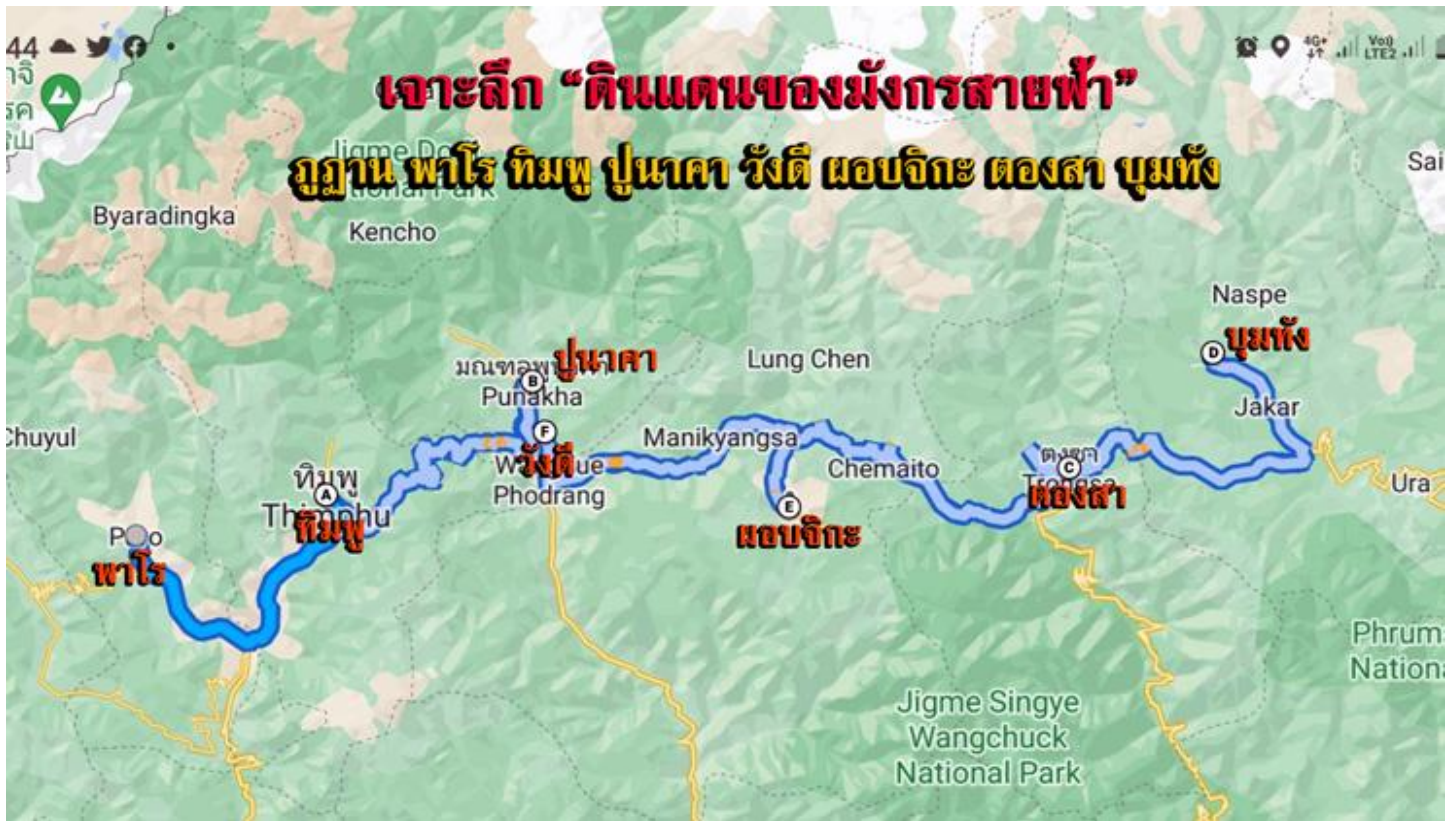 44
4G+
Vo))
LTE2
เจาะลึก “ดินแดนของมังกรสายฟ้า”
ภูฏาน พาโร ทิมพู ปูนาคา วังดี ผอบจิกะ ตองสา บุมทัง
Byaradingka
Kencho
Naspe
บุมทัง
D
ปูนาคา
B
Punakha
Lung Chen
Jakar
Chuyul
F
Manikyangsa
วังดี
Phodrang
Chemaito
C
ตองสา
Ura
ทิมพู
A
Thimphu
ทิมพู
E
ผอบจิกะ
พาโร
Phrum
Nationa
Jigme Singye
Wangchuck
National Park